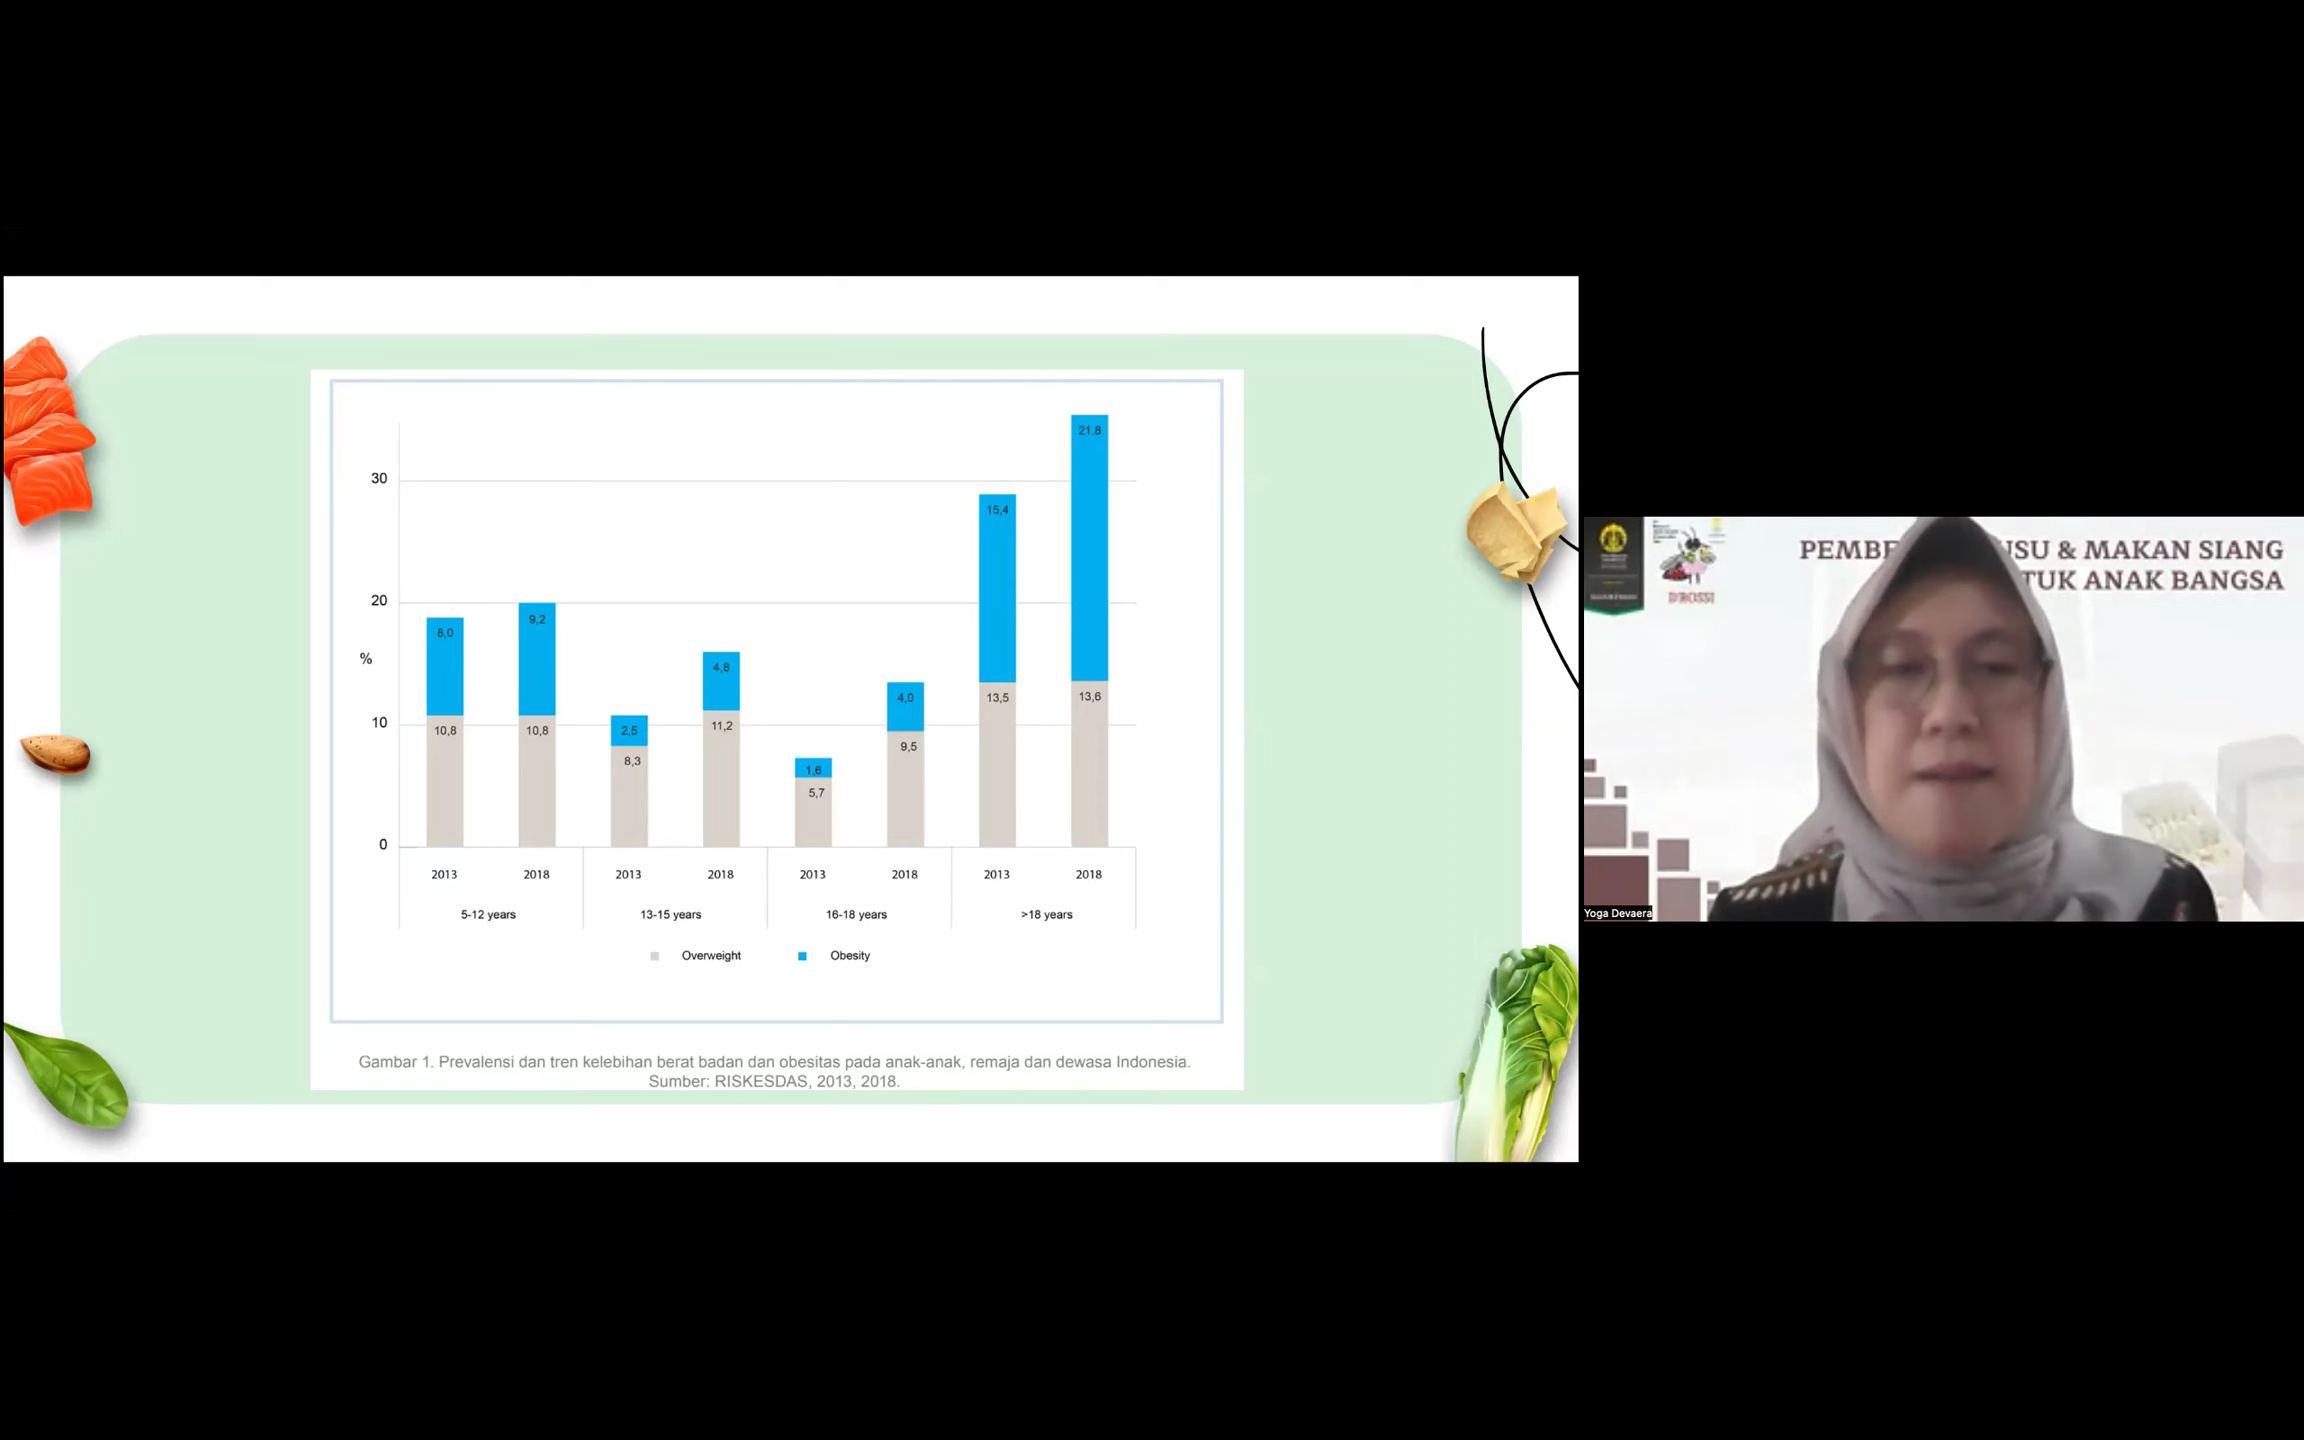 30
20
%
10
0
8,0
10,8
9,2
10,8
2,5
8,3
4,8
11,2
1,6
5,7
4,0
9,5
15,4
13,5
21,8
13,6
2013 2018 2013 2018 2013 2018 2013 2018
5-12 years 13-15 years 16-18 years >18 years
Overweight Obesity
Gambar 1. Prevalensi dan tren kelebihan berat badan dan obesitas pada anak-anak, remaja dan dewasa Indonesia.
Sumber: RISKESDAS, 2013, 2018.
& MAKAN SIANG
ANAK BANGSA
D'ROSSI
Yoga Devaera